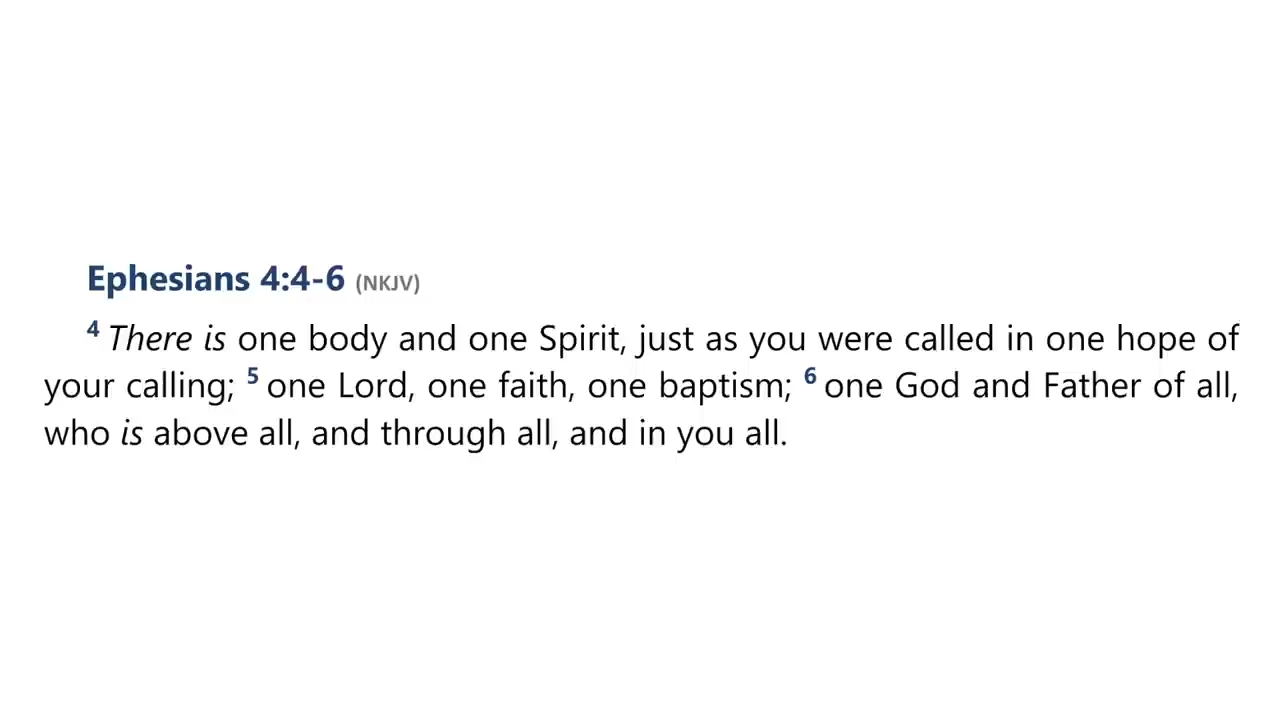 Ephesians 4:4-6 (NKJV)
4 There is one body and one Spirit, just as you were called in one hope of
your calling; 5 one Lord, one faith, one baptism; 6 one God and Father of all,
who is above all, and through all, and in you all.